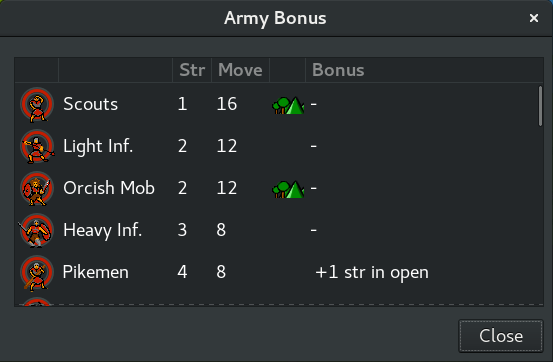 Army Bonus ×
Str Move Bonus
Scouts 1 16 -
Light Inf. 2 12 -
Orcish Mob 2 12 -
Heavy Inf. 3 8 -
Pikemen 4 8 +1 str in open
Close